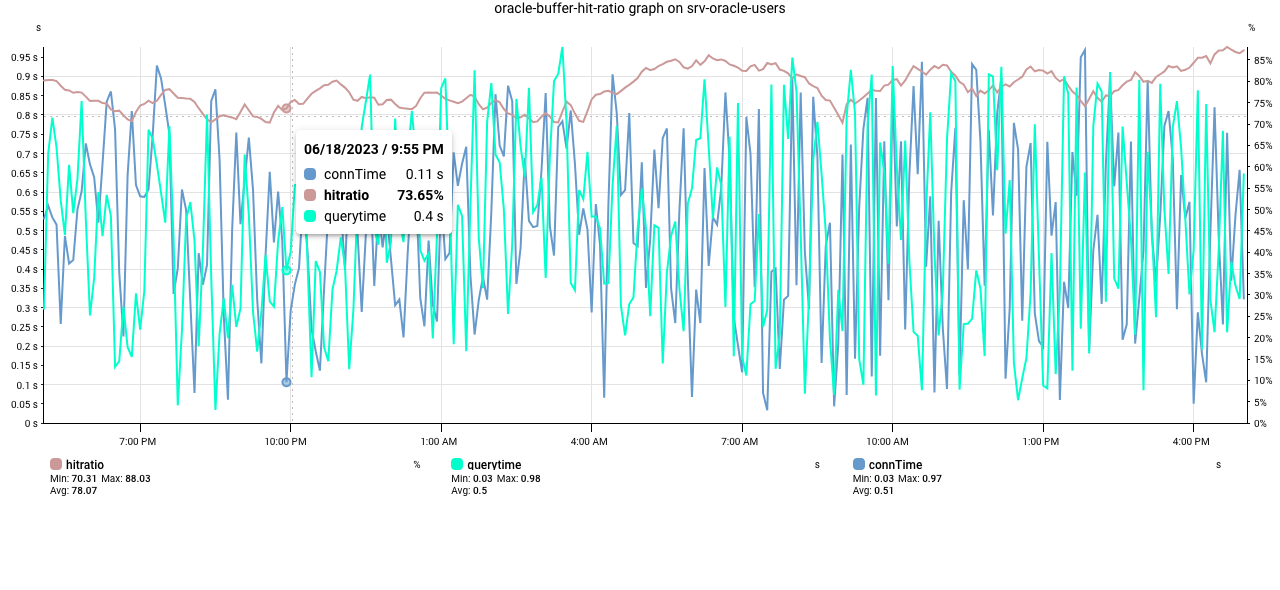 oracle-buffer-hit-ratio graph on srv-oracle-users
s %
0.95 s 85%
0.9 s 80%
0.85 s 75%
0.8 s 70%
0.75 s 65%
0.7 s 60%
0.65 s 55%
0.6 s 50%
0.55 s 45%
0.5 s 40%
0.45 s 35%
0.4 s 30%
0.35 s 25%
0.3 s 20%
0.25 s 15%
0.2 s 10%
0.15 s 5%
0.1 s 0%
0.05 s
0 s
06/18/2023 / 9:55 PM
connTime 0.11 s
hitratio 73.65%
querytime 0.4 s
7:00 PM 10:00 PM 1:00 AM 4:00 AM 7:00 AM 10:00 AM 1:00 PM 4:00 PM
hitratio % querytime s connTime s
Min: 70.31 Max: 88.03 Min: 0.03 Max: 0.98 Min: 0.03 Max: 0.97
Avg: 78.07 Avg: 0.5 Avg: 0.51